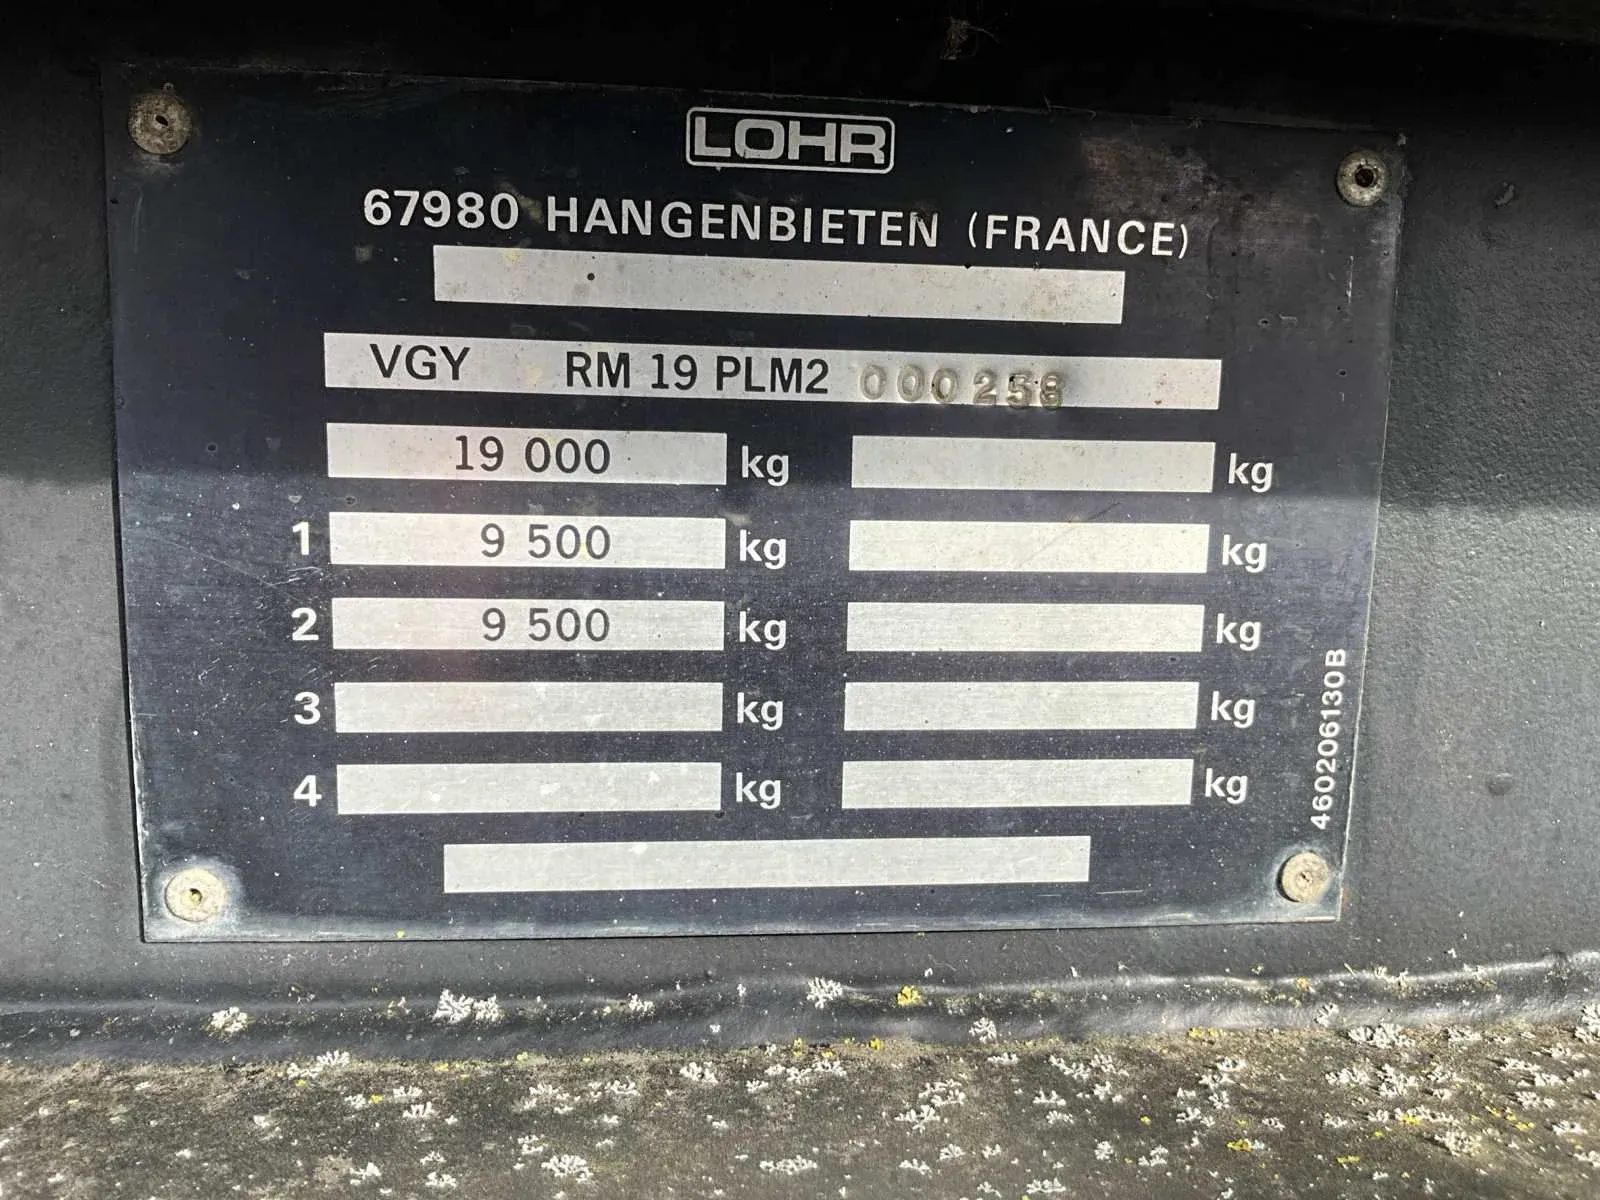 LOHR
67980 HANGENBIETEN (FRANCE)
VGY RM 19 PLM2 000258
19 000 kg kg
1 9 500 kg kg
2 9 500 kg kg
3 kg kg
4 kg kg
460206130B